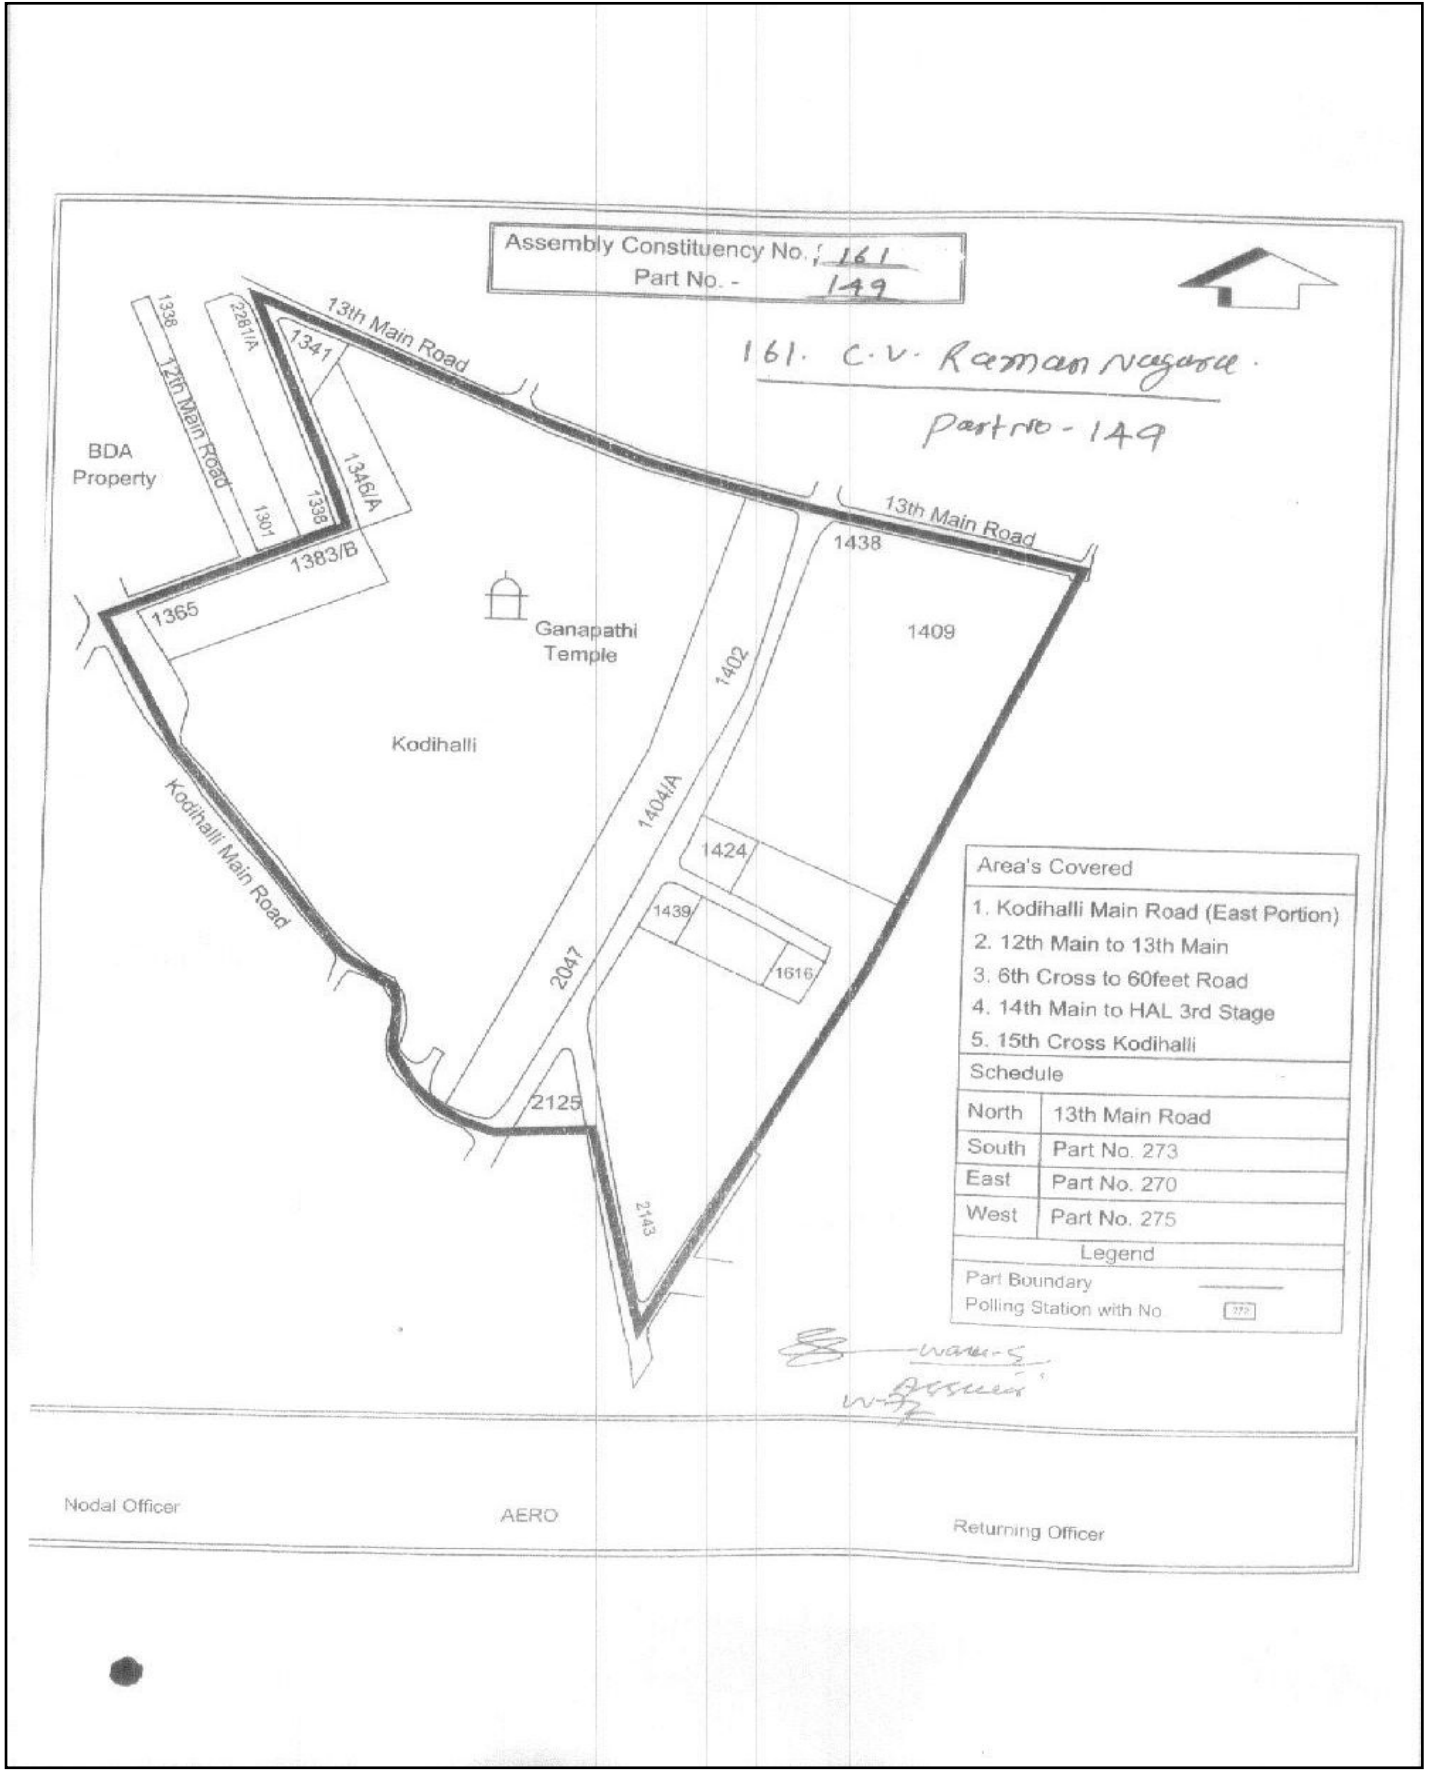 Assembly Constituency No. : 161
Part No. - 149
161. C.V. Raman Nagara.
Part no - 149
13th Main Road
1341
2281/A
1338
12th Main Road
BDA
Property
1346/A
1301
1338
1383/B
1365
13th Main Road
1438
1409
Ganapathi
Temple
1402
Kodihalli
1404/A
Kodihalli Main Road
1424
1439
1616
2047
2125
2143
Area's Covered
1. Kodihalli Main Road (East Portion)
2. 12th Main to 13th Main
3. 6th Cross to 60feet Road
4. 14th Main to HAL 3rd Stage
5. 15th Cross Kodihalli
Schedule
North 13th Main Road
South Part No. 273
East Part No. 270
West Part No. 275
Legend
Part Boundary
Polling Station with No
Nodal Officer
AERO
Returning Officer